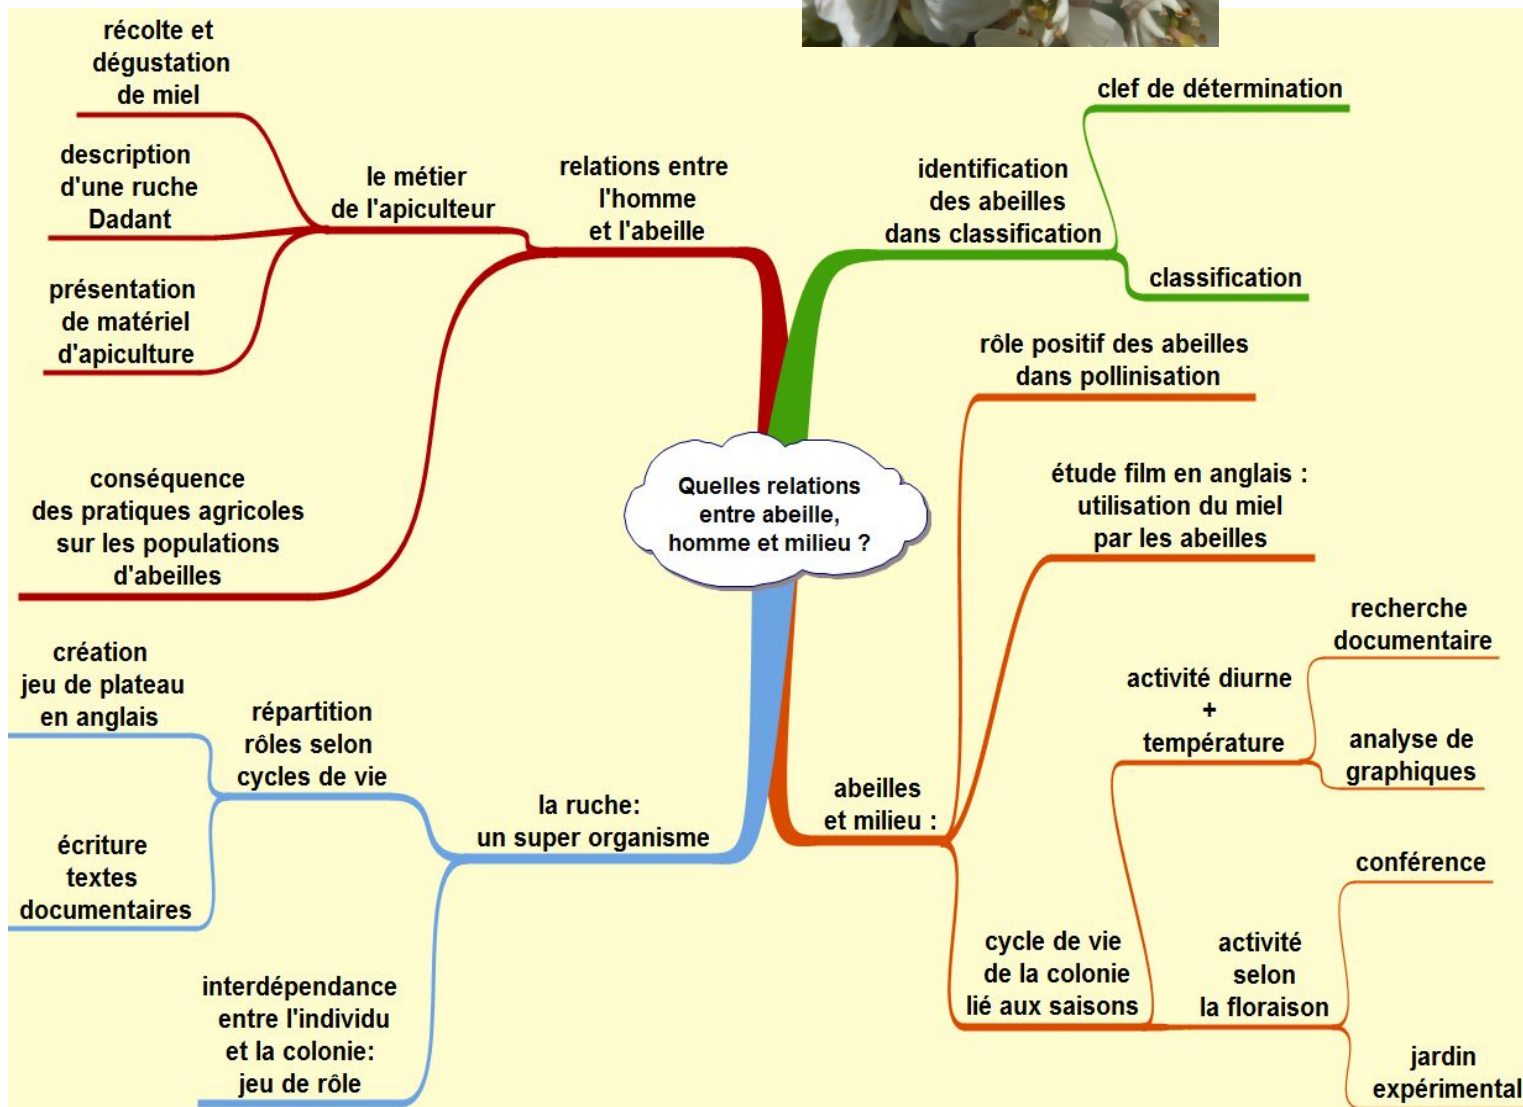 récolte et
dégustation
de miel
description
d'une ruche
Dadant
présentation
de matériel
d'apiculture
le métier
de l'apiculteur
relations entre
l'homme
et l'abeille
conséquence
des pratiques agricoles
sur les populations
d'abeilles
clef de détermination
identification
des abeilles
dans classification
classification
Quelles relations
entre abeille,
homme et milieu ?
rôle positif des abeilles
dans pollinisation
étude film en anglais :
utilisation du miel
par les abeilles
recherche
documentaire
activité diurne
+
température
analyse de
graphiques
abeilles
et milieu :
cycle de vie
de la colonie
lié aux saisons
activité
selon
la floraison
conférence
jardin
expérimental
création
jeu de plateau
en anglais
répartition
rôles selon
cycles de vie
écriture
textes
documentaires
la ruche:
un super organisme
interdépendance
entre l'individu
et la colonie:
jeu de rôle